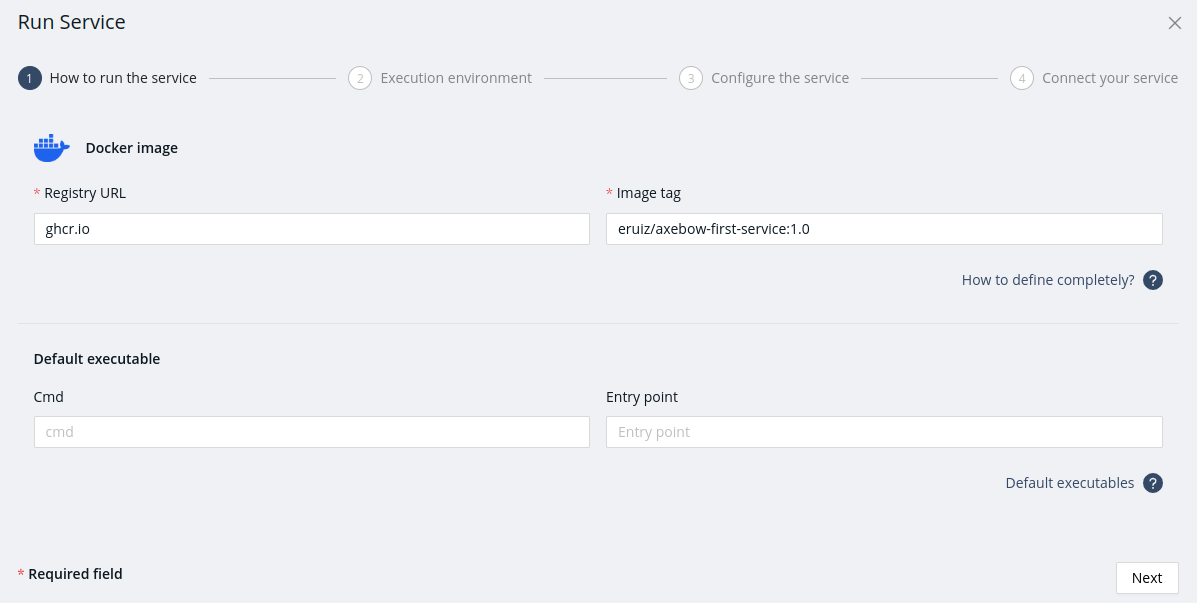 Run Service
1 How to run the service 2 Execution environment 3 Configure the service 4 Connect your service
Docker image
* Registry URL * Image tag
ghcr.io eruiz/axebow-first-service:1.0
How to define completely? ?
Default executable
Cmd Entry point
cmd Entry point
Default executables ?
* Required field Next